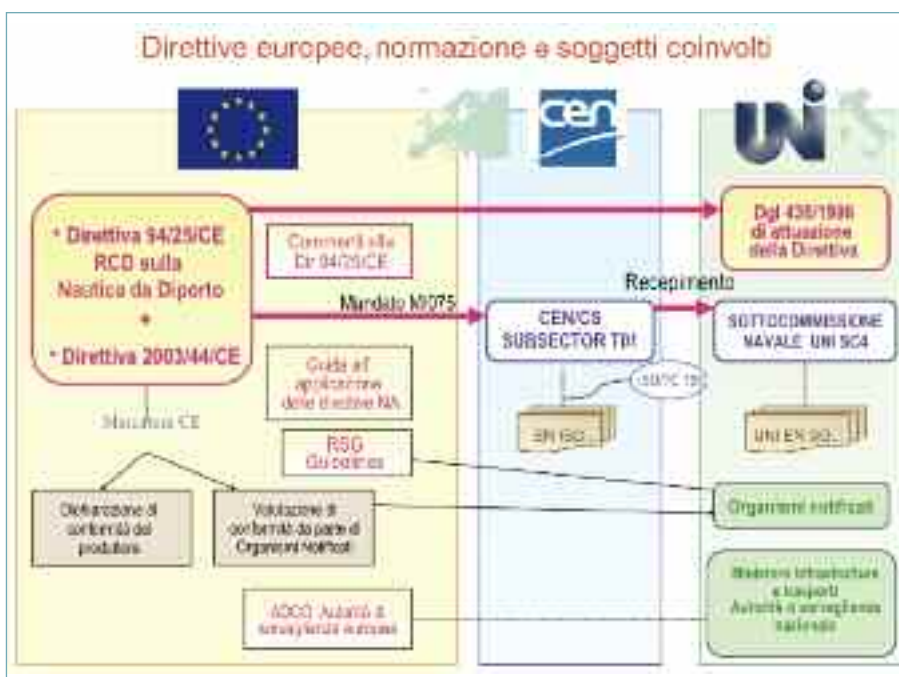 Direttive europee, normazione e soggetti coinvolti
cen
UNI
* Direttiva 94/25/CE
RCD sulla
Nautica da Diporto
* Direttiva 2003/44/CE
Commenti alla
Dir 94/25/CE
Dgl 436/1996
di attuazione
della Direttiva
Mandato M/075
Recepimento
CEN/CS
SUBSECTOR
SOTTOCOMMISSIONE
NAVALE UNI SC4
Guida all'
applicazione
delle direttive NA
Marcatura CE
EN ISO...
UNI EN ISO..
RSG
Guidelines
Dichiarazione di
conformità del
produttore
Valutazione di
conformità da parte di
Organismi Notificati
Organismi notificati
ADCO Autorità di
sorveglianza europee
Ministero Infrastrutture
e trasporti
Autorità di sorveglianza
nazionale